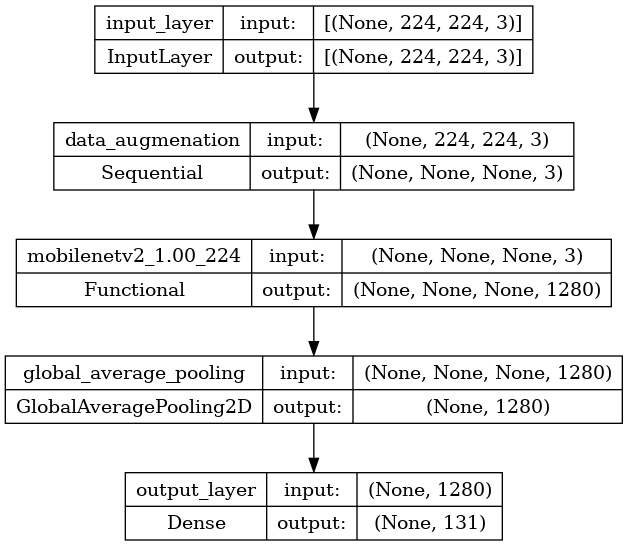 input_layer input: [(None, 224, 224, 3)]
InputLayer output: [(None, 224, 224, 3)]
data_augmenation input: (None, 224, 224, 3)
Sequential output: (None, None, None, 3)
mobilenetv2_1.00_224 input: (None, None, None, 3)
Functional output: (None, None, None, 1280)
global_average_pooling input: (None, None, None, 1280)
GlobalAveragePooling2D output: (None, 1280)
output_layer input: (None, 1280)
Dense output: (None, 131)